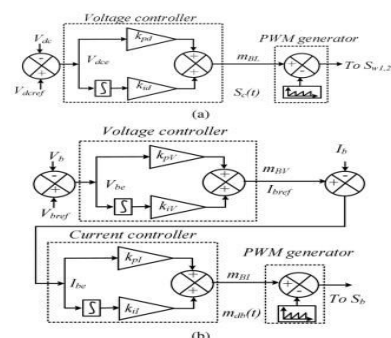 Voltage controller
V_dc
k_pd
PWM generator
V_dce
m_BL
To S_w1,2
V_dcref
∫
k_id
S_c(t)
(a)
Voltage controller
V_b
k_pV
I_b
V_be
m_BV
I_bref
V_bref
∫
k_iV
Current controller
k_pI
PWM generator
I_be
m_BI
∫
k_iI
m_db(t)
To S_b
(b)